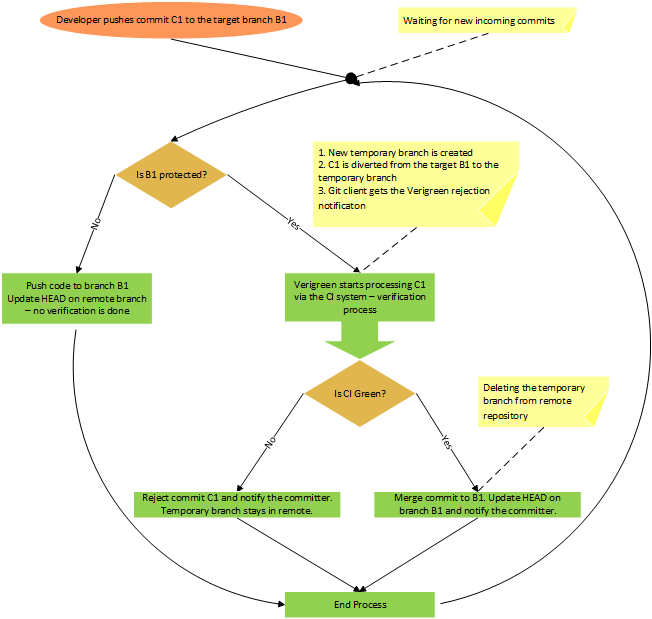 Developer pushes commit C1 to the target branch B1
Waiting for new incoming commits
Is B1 protected?
1. New temporary branch is created
2. C1 is diverted from the target B1 to the
temporary branch
3. Git client gets the Verigreen rejection
notificaton
No
Yes
Push code to branch B1
Update HEAD on remote branch
– no verification is done
Verigreen starts processing C1
via the CI system – verification
process
Is CI Green?
Deleting the temporary
branch from remote
repository
No
Yes
Reject commit C1 and notify the committer.
Temporary branch stays in remote.
Merge commit to B1. Update HEAD on
branch B1 and notify the committer.
End Process